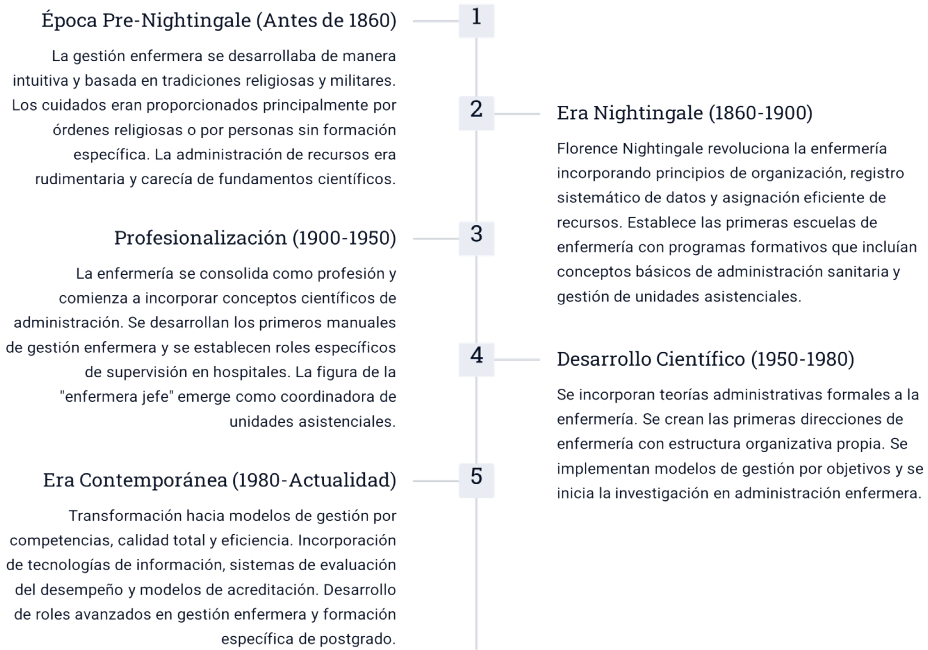 Época Pre-Nightingale (Antes de 1860)
1
La gestión enfermera se desarrollaba de manera
intuitiva y basada en tradiciones religiosas y militares.
Los cuidados eran proporcionados principalmente por
órdenes religiosas o por personas sin formación
específica. La administración de recursos era
rudimentaria y carecía de fundamentos científicos.
2
Era Nightingale (1860-1900)
Florence Nightingale revoluciona la enfermería
incorporando principios de organización, registro
sistemático de datos y asignación eficiente de
recursos. Establece las primeras escuelas de
enfermería con programas formativos que incluían
conceptos básicos de administración sanitaria y
gestión de unidades asistenciales.
Profesionalización (1900-1950)
3
La enfermería se consolida como profesión y
comienza a incorporar conceptos científicos de
administración. Se desarrollan los primeros manuales
de gestión enfermera y se establecen roles específicos
de supervisión en hospitales. La figura de la
"enfermera jefe" emerge como coordinadora de
unidades asistenciales.
4
Desarrollo Científico (1950-1980)
Se incorporan teorías administrativas formales a la
enfermería. Se crean las primeras direcciones de
enfermería con estructura organizativa propia. Se
implementan modelos de gestión por objetivos y se
inicia la investigación en administración enfermera.
Era Contemporánea (1980-Actualidad)
5
Transformación hacia modelos de gestión por
competencias, calidad total y eficiencia. Incorporación
de tecnologías de información, sistemas de evaluación
del desempeño y modelos de acreditación. Desarrollo
de roles avanzados en gestión enfermera y formación
específica de postgrado.